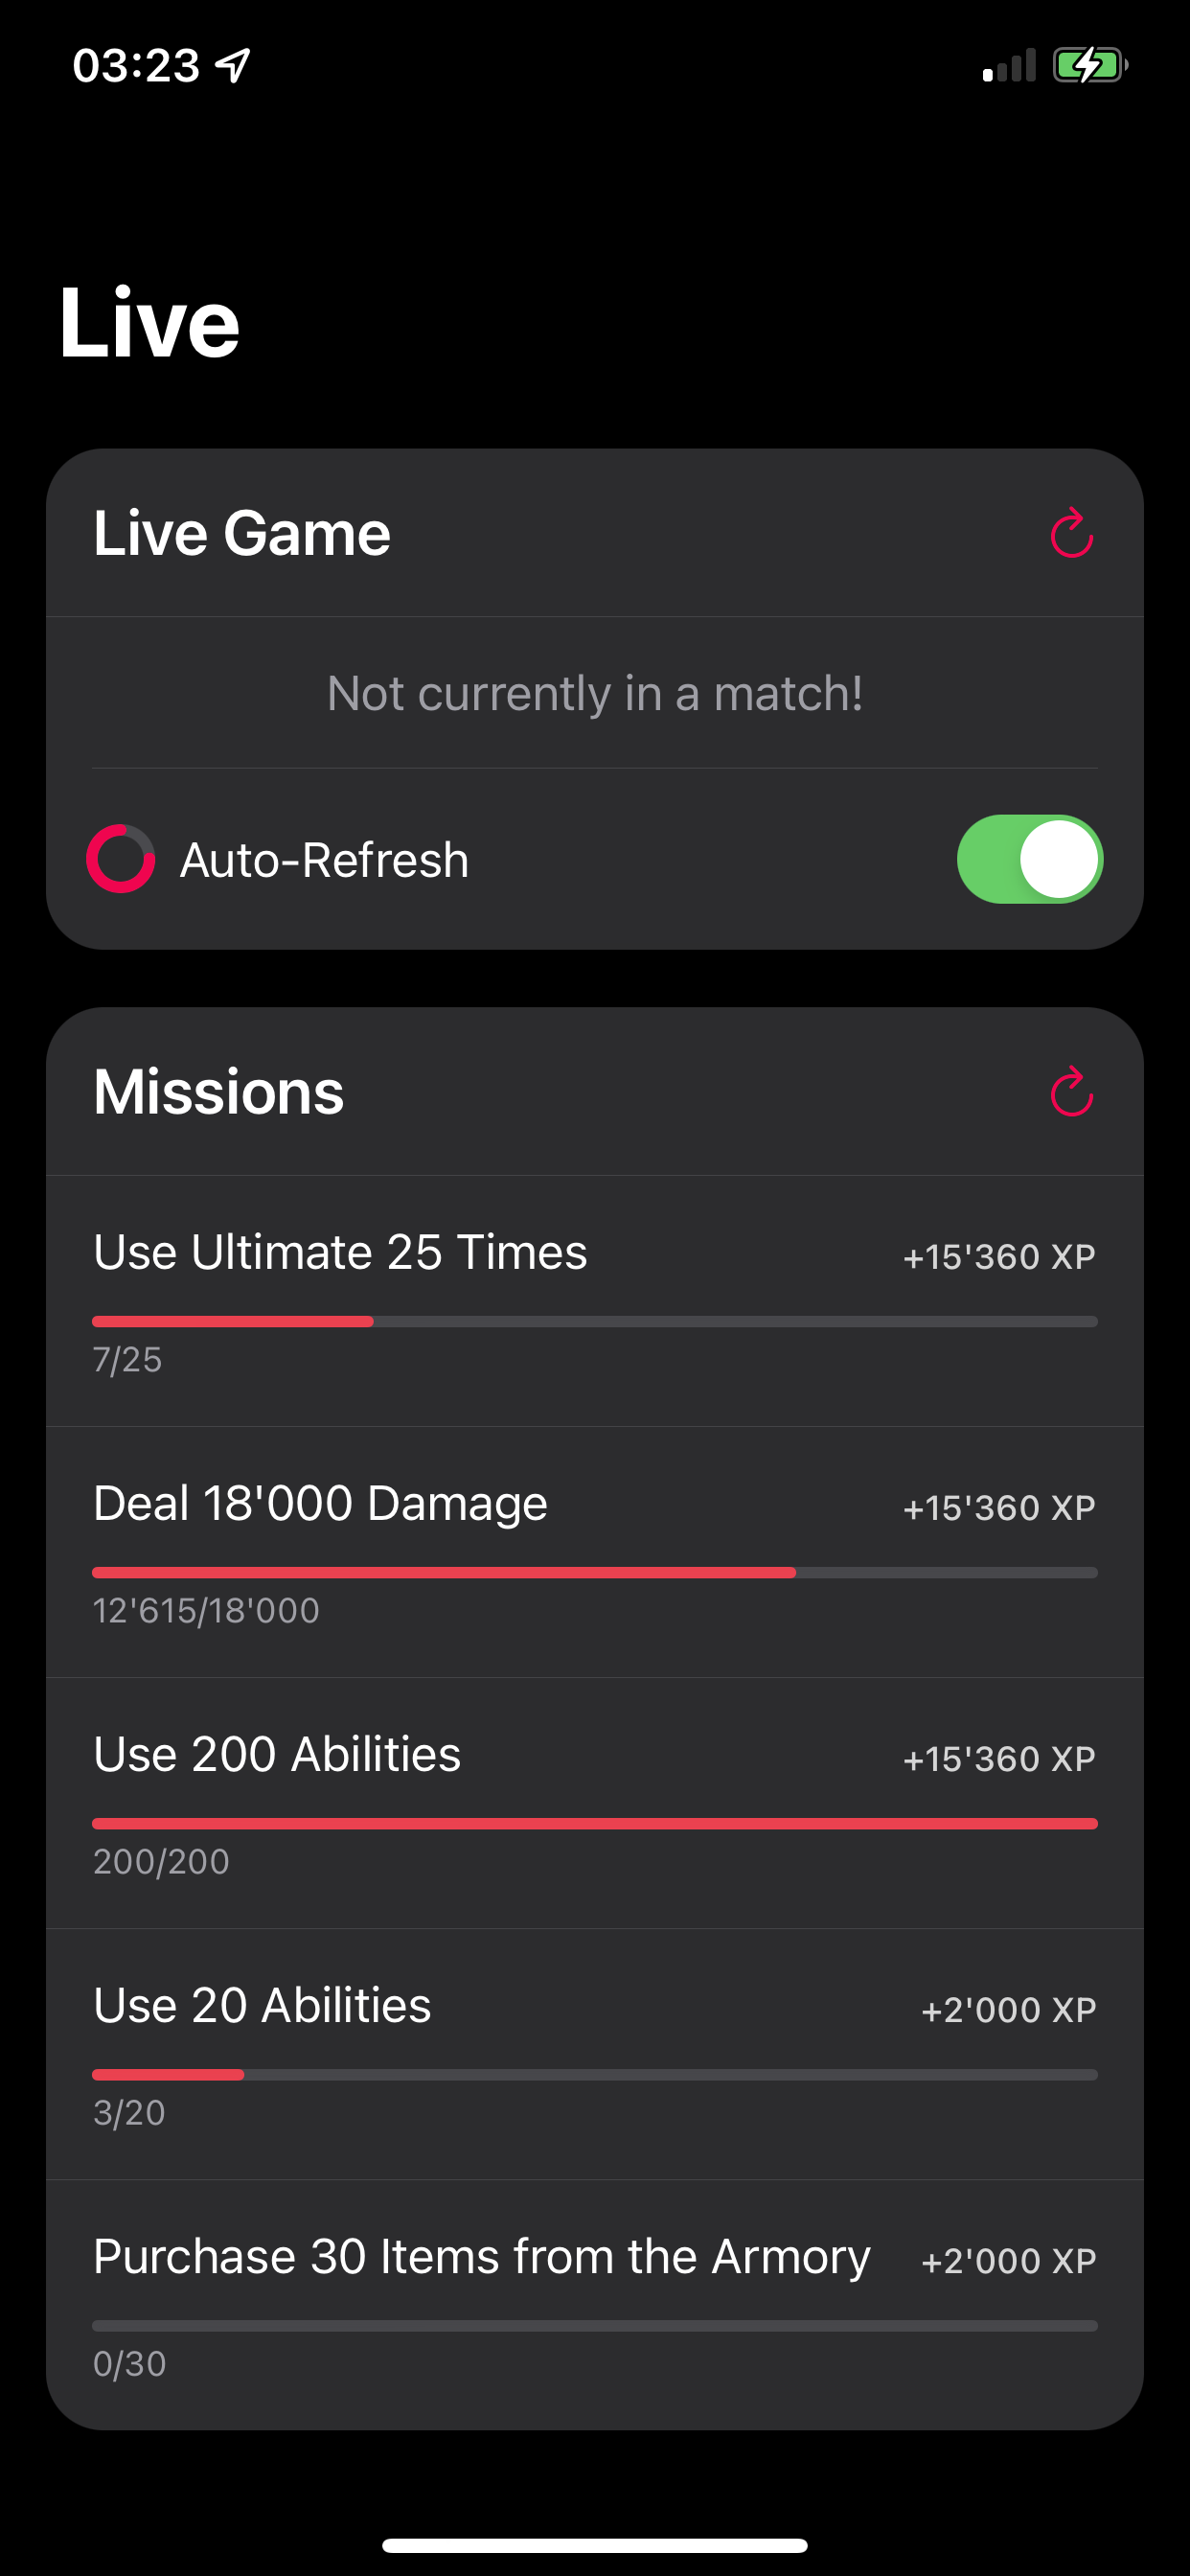 03:23
Live
Live Game
Not currently in a match!
Auto-Refresh
Missions
Use Ultimate 25 Times +15'360 XP
7/25
Deal 18'000 Damage +15'360 XP
12'615/18'000
Use 200 Abilities +15'360 XP
200/200
Use 20 Abilities +2'000 XP
3/20
Purchase 30 Items from the Armory +2'000 XP
0/30